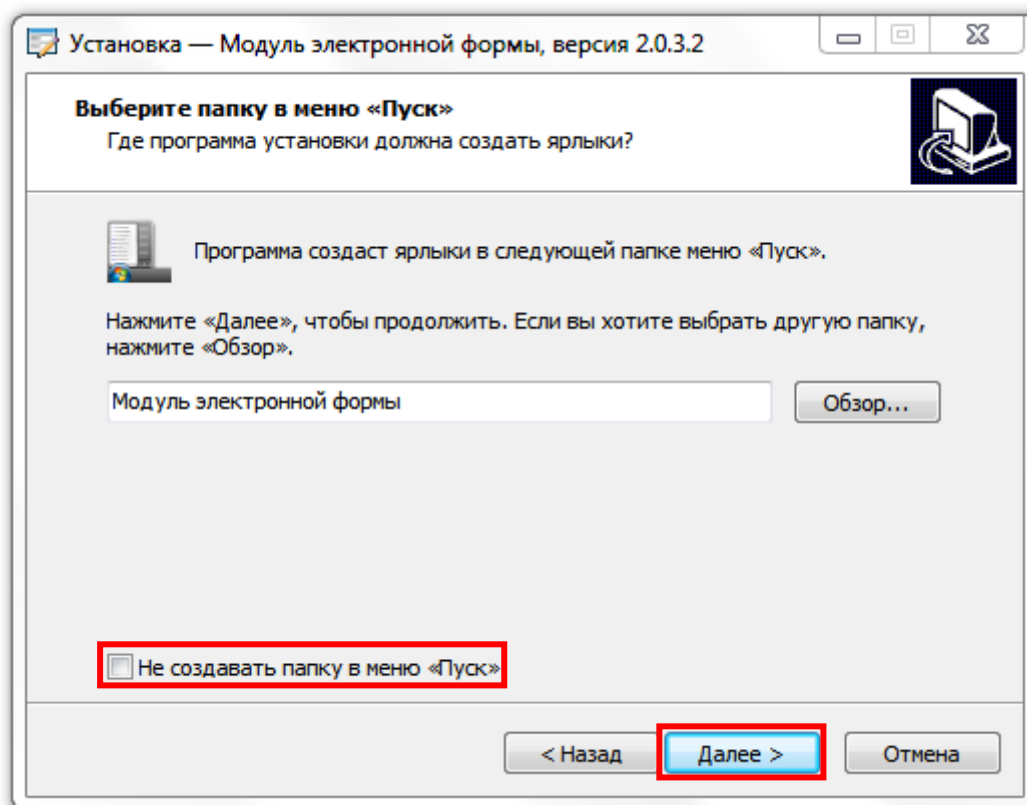 Установка — Модуль электронной формы, версия 2.0.3.2
Выберите папку в меню «Пуск»
Где программа установки должна создать ярлыки?
Программа создаст ярлыки в следующей папке меню «Пуск».
Нажмите «Далее», чтобы продолжить. Если вы хотите выбрать другую папку,
нажмите «Обзор».
Модуль электронной формы
Обзор...
Не создавать папку в меню «Пуск»
< Назад
Далее >
Отмена